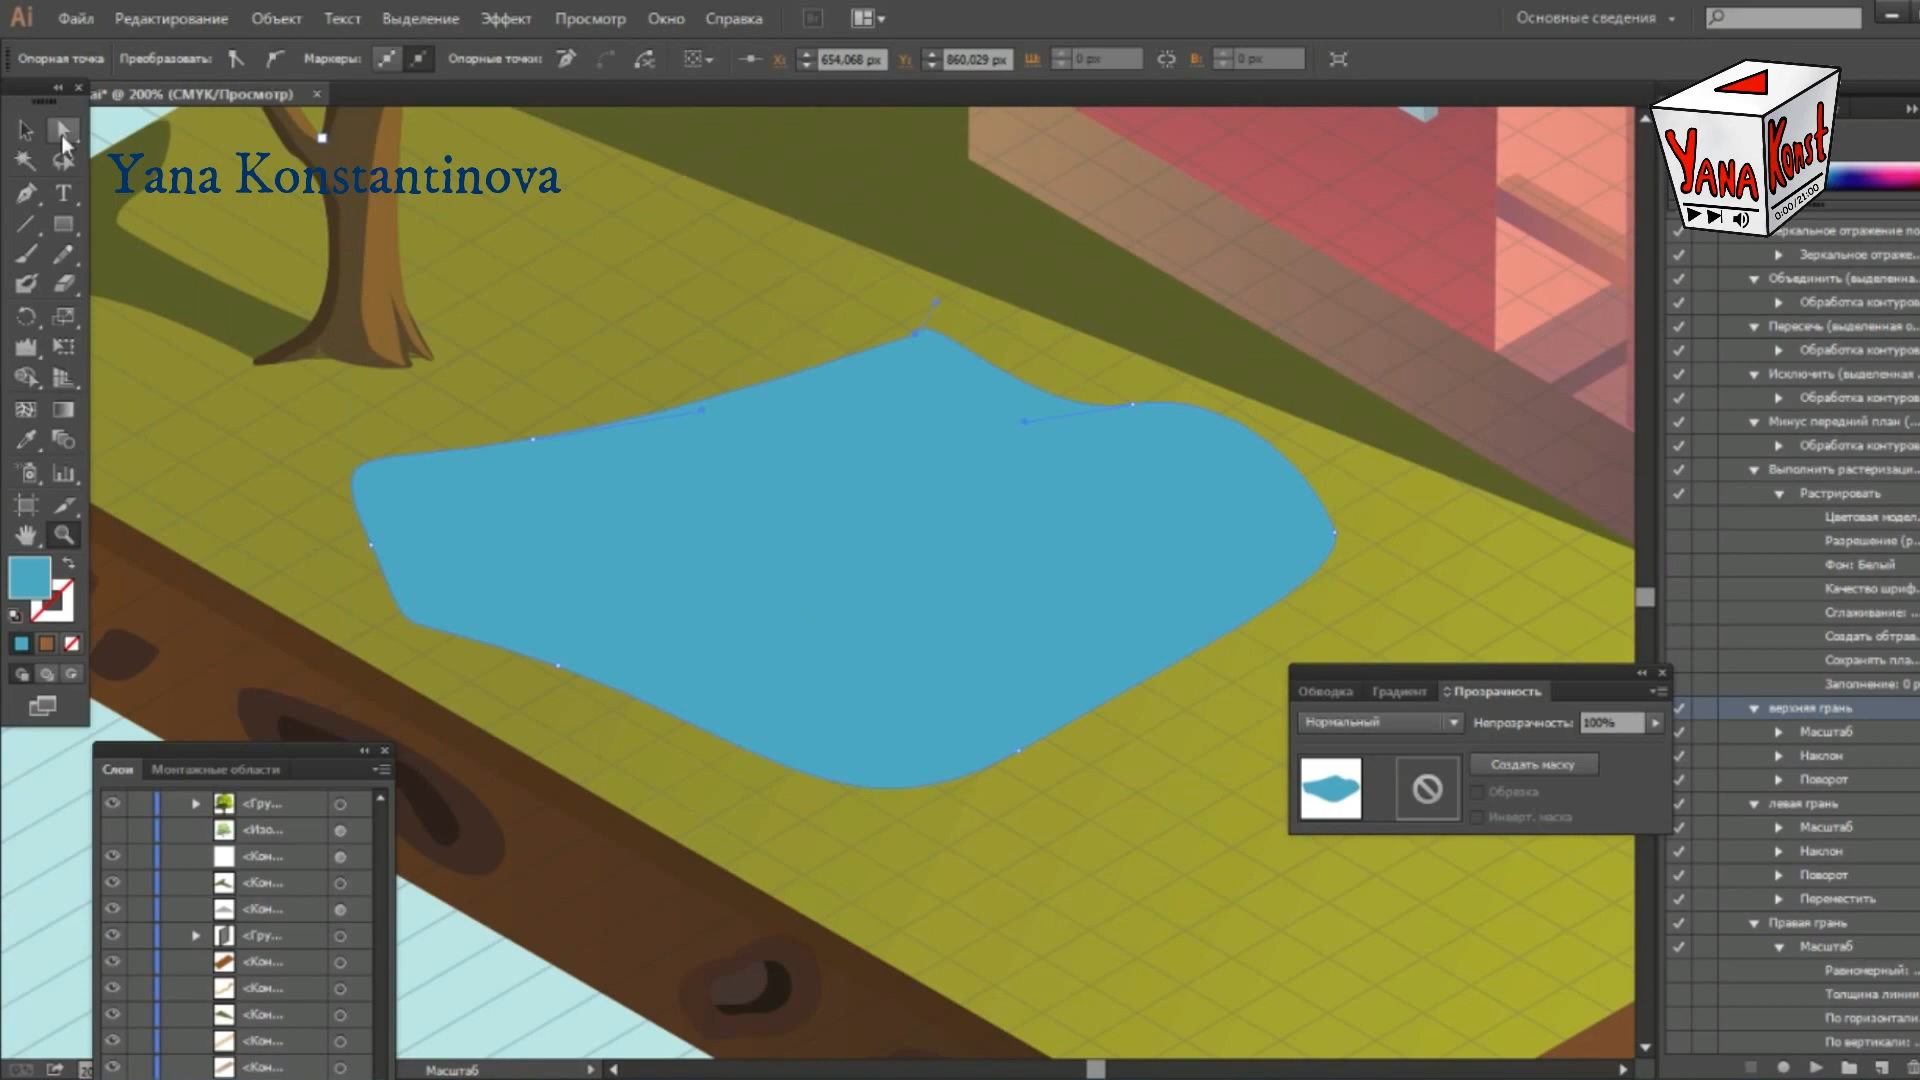 Ai Файл Редактирование Объект Текст Выделение Эффект Просмотр Окно Справка Br Основные сведения
Опорная точка Преобразовать: Маркеры: Опорные точки: X: 654,068 px Y: 860,029 px Ш: 0 px В: 0 px
ai* @ 200% (CMYK/Просмотр) ×
Yana Konstantinova
YANA Konst
0:00/21:00
T
Зеркальное отраже...
Объединить (выделенна...
Обработка контуров
Пересечь (выделенная о...
Обработка контуров
Исключить (выделенная ...
Обработка контуров
Минус передний план (...
Обработка контуров
Выполнить растеризаци...
Растрировать
Цветовая модел...
Разрешение (р...
Фон: Белый
Качество шриф...
Сглаживание: ...
Создать обтрав...
Сохранять пла...
Заполнение: 0 p
верхняя грань
Масштаб
Наклон
Поворот
левая грань
Масштаб
Наклон
Поворот
Переместить
Правая грань
Масштаб
Равномерный: ...
Толщина линии
По горизонтали...
По вертикали: ...
Обводка Градиент Прозрачность
Нормальный Непрозрачность: 100%
Создать маску
Обрезка
Инверт. маска
Слои Монтажные области
<Гру...
<Изо...
<Кон...
<Кон...
<Кон...
<Гру...
<Кон...
<Кон...
<Кон...
<Кон...
<Кон...
Масштаб